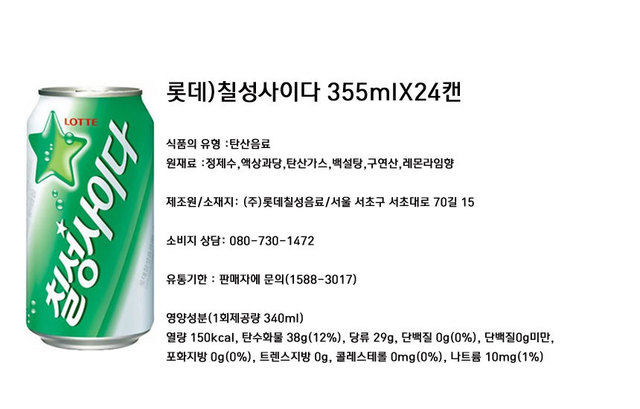 롯데)칠성사이다 355mlX24캔
LOTTE
칠성사이다
식품의 유형 :탄산음료
원재료 :정제수,액상과당,탄산가스,백설탕,구연산,레몬라임향
제조원/소재지: (주)롯데칠성음료/서울 서초구 서초대로 70길 15
소비지 상담: 080-730-1472
유통기한 : 판매자에 문의(1588-3017)
영양성분(1회제공량 340ml)
열량 150kcal, 탄수화물 38g(12%), 당류 29g, 단백질 0g(0%), 단백질0g미만,
포화지방 0g(0%), 트렌스지방 0g, 콜레스테롤 0mg(0%), 나트륨 10mg(1%)